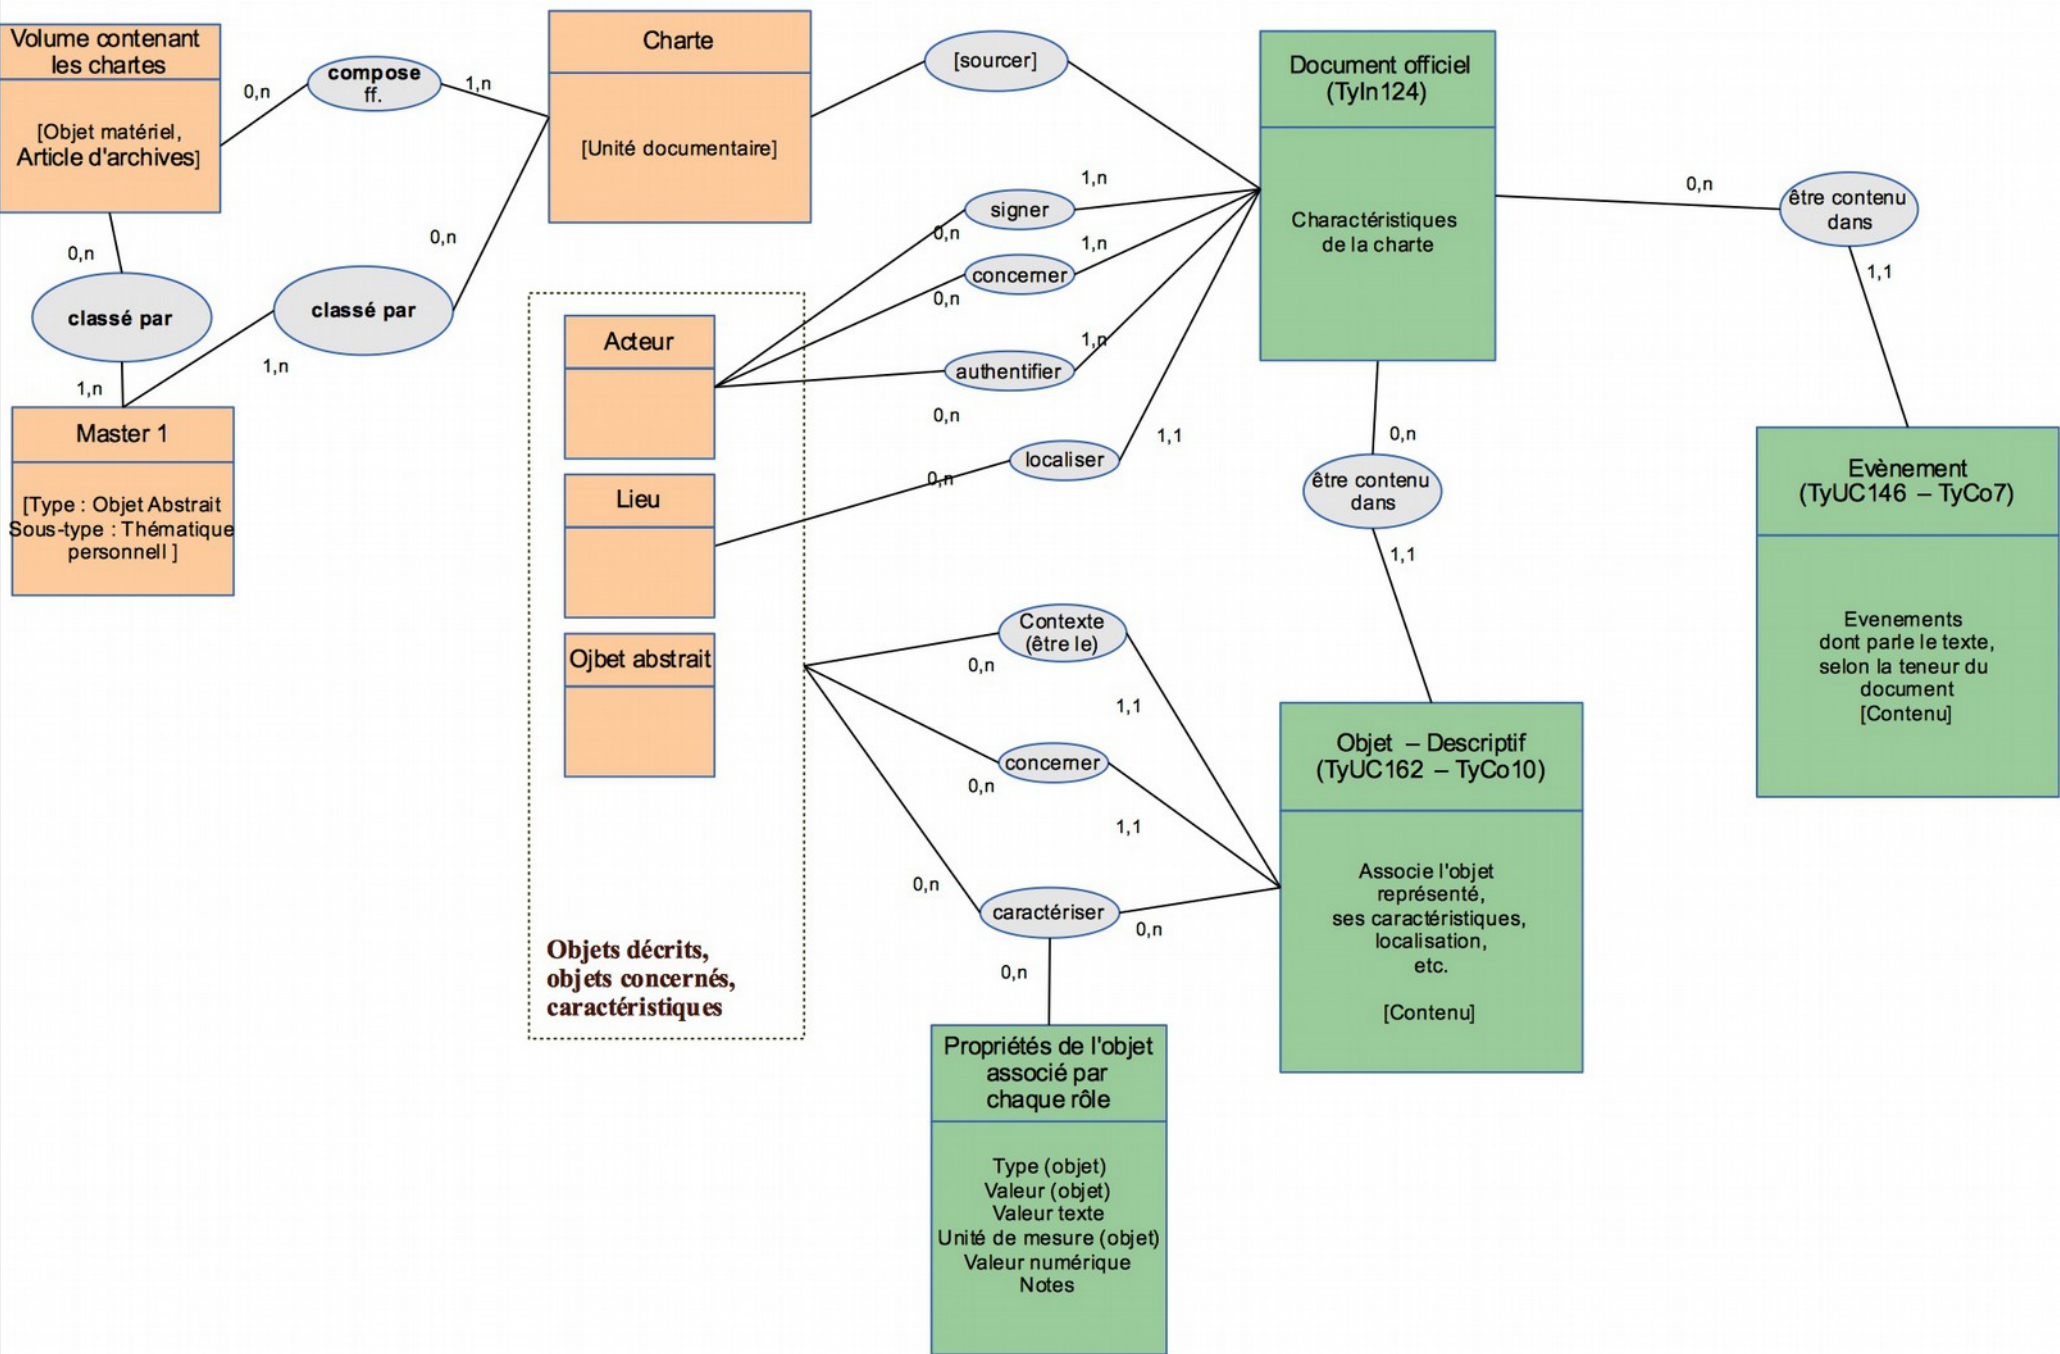 Volume contenant
les chartes
[Objet matériel,
Article d'archives]
0,n
compose
ff.
1,n
Charte
[Unité documentaire]
[sourcer]
Document officiel
(TyIn124)
Charactéristiques
de la charte
0,n
être contenu
dans
1,1
0,n
classé par
1,n
0,n
classé par
1,n
Master 1
[Type : Objet Abstrait
Sous-type : Thématique
personnell ]
1,n
signer
0,n
1,n
concerner
0,n
1,n
authentifier
0,n
1,1
localiser
0,n
Acteur
Lieu
Ojbet abstrait
Objets décrits,
objets concernés,
caractéristiques
0,n
être contenu
dans
1,1
Evènement
(TyUC146 – TyCo7)
Evenements
dont parle le texte,
selon la teneur du
document
[Contenu]
Contexte
(être le)
0,n
1,1
concerner
0,n
1,1
0,n
caractériser
0,n
0,n
Objet – Descriptif
(TyUC162 – TyCo10)
Associe l'objet
représenté,
ses caractéristiques,
localisation,
etc.
[Contenu]
Propriétés de l'objet
associé par
chaque rôle
Type (objet)
Valeur (objet)
Valeur texte
Unité de mesure (objet)
Valeur numérique
Notes